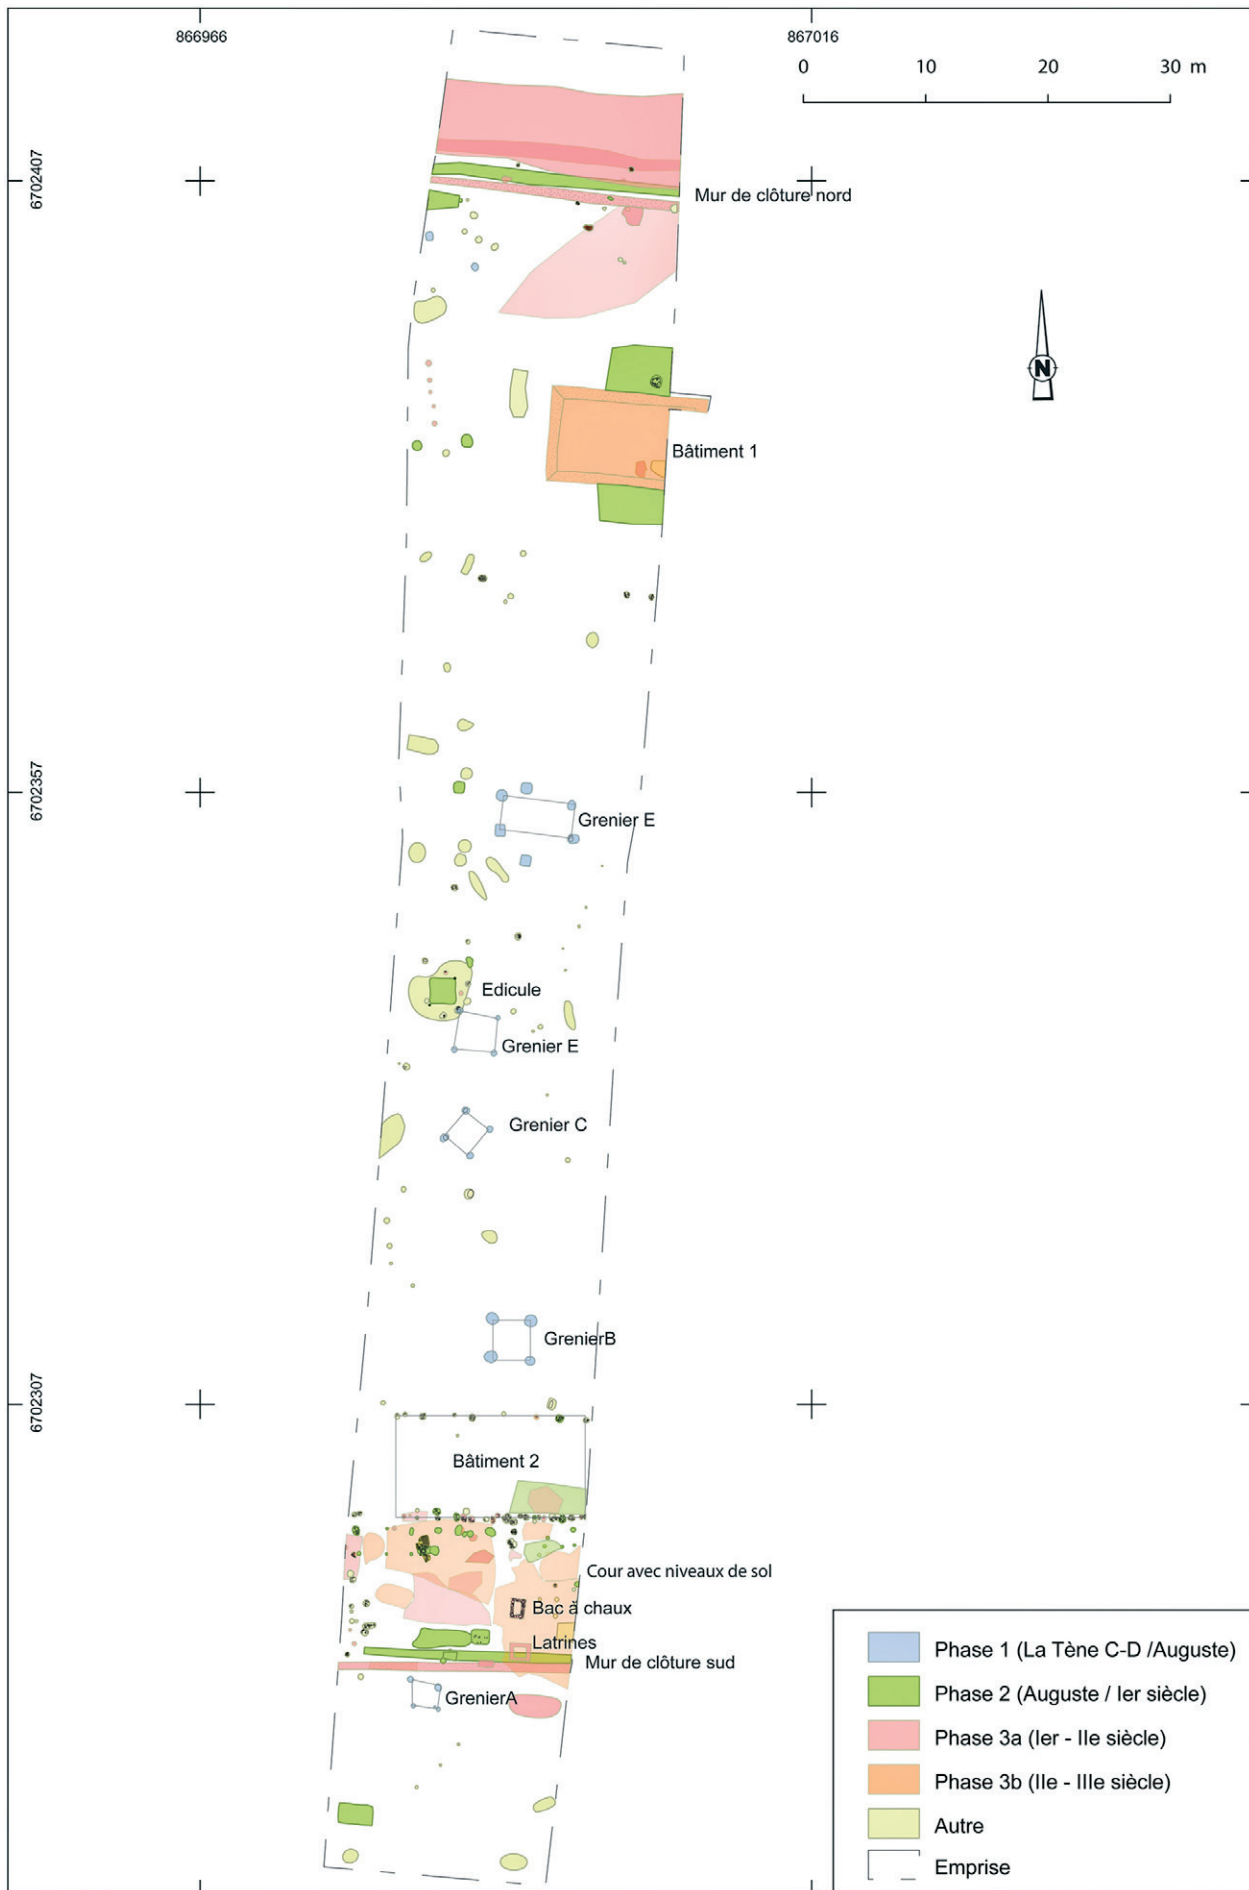 866966
867016
0 10 20 30 m
6702407
Mur de clôture nord
N
Bâtiment 1
6702357
Grenier E
Edicule
Grenier E
Grenier C
GrenierB
6702307
Bâtiment 2
Cour avec niveaux de sol
Bac à chaux
Latrines
Mur de clôture sud
GrenierA
Phase 1 (La Tène C-D /Auguste)
Phase 2 (Auguste / Ier siècle)
Phase 3a (Ier - IIe siècle)
Phase 3b (IIe - IIIe siècle)
Autre
Emprise